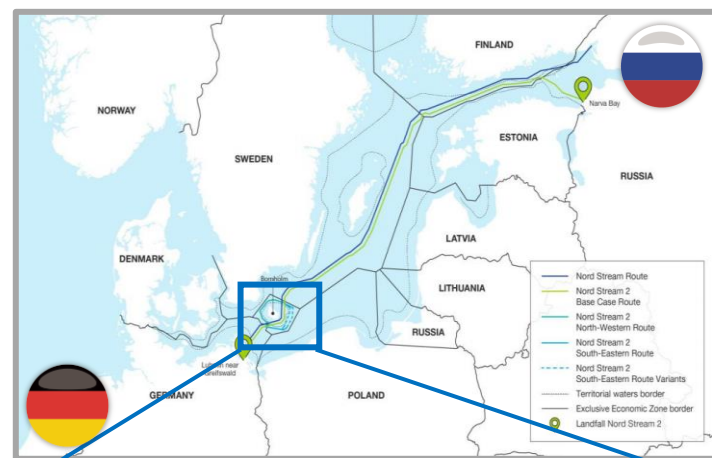 FINLAND
NORWAY
Narva Bay
ESTONIA
SWEDEN
RUSSIA
LATVIA
DENMARK
Bornholm
LITHUANIA
RUSSIA
Lubmin near
Greifswald
GERMANY
POLAND
Nord Stream Route
Nord Stream 2
Base Case Route
Nord Stream 2
North-Western Route
Nord Stream 2
South-Eastern Route
Nord Stream 2
South-Eastern Route Variants
Territorial waters border
Exclusive Economic Zone border
Landfall Nord Stream 2